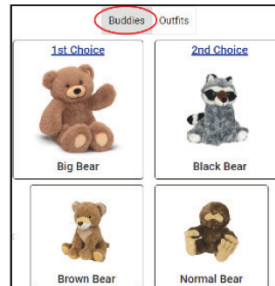 Buddies Outfits
1st Choice 2nd Choice
Big Bear Black Bear
Brown Bear Normal Bear